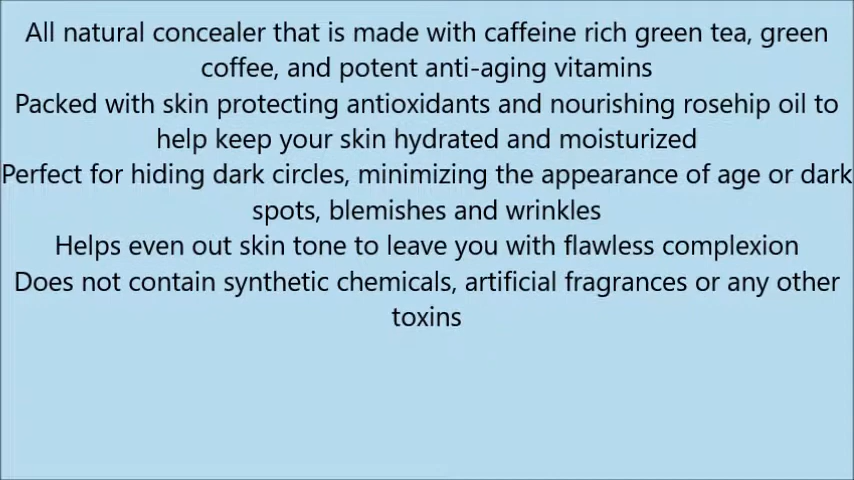 All natural concealer that is made with caffeine rich green tea, green
coffee, and potent anti-aging vitamins
Packed with skin protecting antioxidants and nourishing rosehip oil to
help keep your skin hydrated and moisturized
Perfect for hiding dark circles, minimizing the appearance of age or dark
spots, blemishes and wrinkles
Helps even out skin tone to leave you with flawless complexion
Does not contain synthetic chemicals, artificial fragrances or any other
toxins